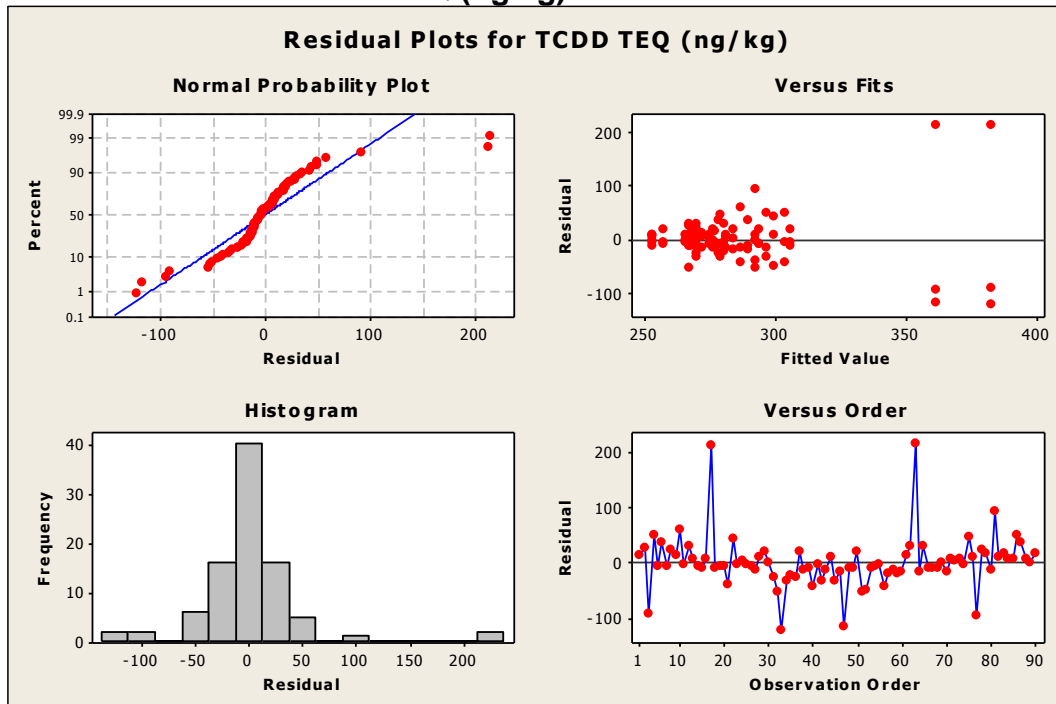 Residual Plots for TCDD TEQ (ng/kg)
Normal Probability Plot
99.9
99
90
50
10
1
0.1
Percent
-100 0 100 200
Residual
Versus Fits
200
100
0
-100
Residual
250 300 350 400
Fitted Value
Histogram
40
30
20
10
0
Frequency
-100 -50 0 50 100 150 200
Residual
Versus Order
200
100
0
-100
Residual
1 10 20 30 40 50 60 70 80 90
Observation Order